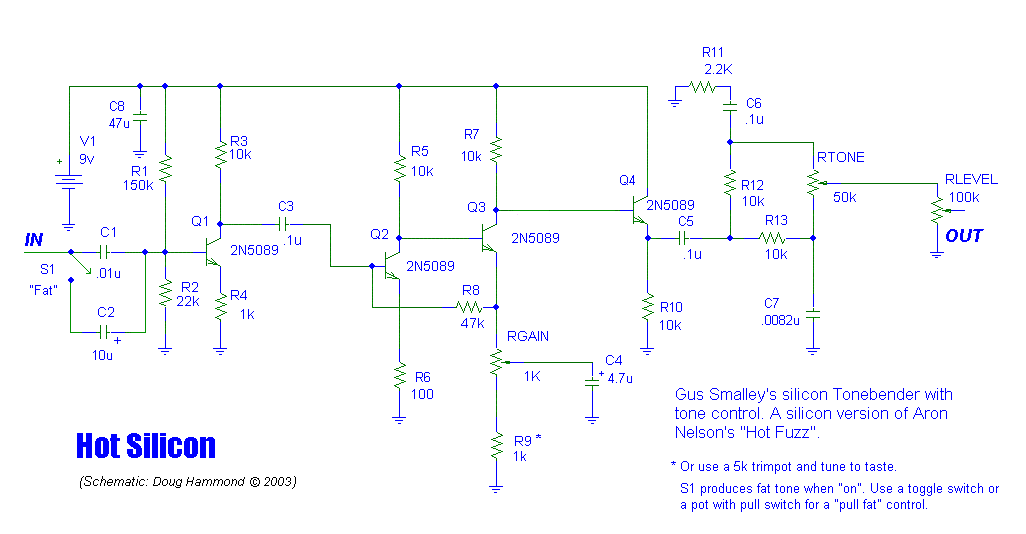 R11
2.2K
C6
.1u
C8
47u
V1
+
9v
R1
150k
R3
10k
R5
10k
R7
10k
Q4
2N5089
RTONE
50k
R12
10k
RLEVEL
100k
OUT
Q1
2N5089
C3
.1u
Q2
2N5089
Q3
2N5089
C5
.1u
R13
10k
IN
C1
.01u
S1
"Fat"
R2
22k
R4
1k
C2
+
10u
R8
47k
R10
10k
C7
.0082u
RGAIN
1K
C4
+
4.7u
R6
100
R9 *
1k
Hot Silicon
(Schematic: Doug Hammond © 2003)
Gus Smalley's silicon Tonebender with
tone control. A silicon version of Aron
Nelson's "Hot Fuzz".
* Or use a 5k trimpot and tune to taste.
S1 produces fat tone when "on". Use a toggle switch or
a pot with pull switch for a "pull fat" control.